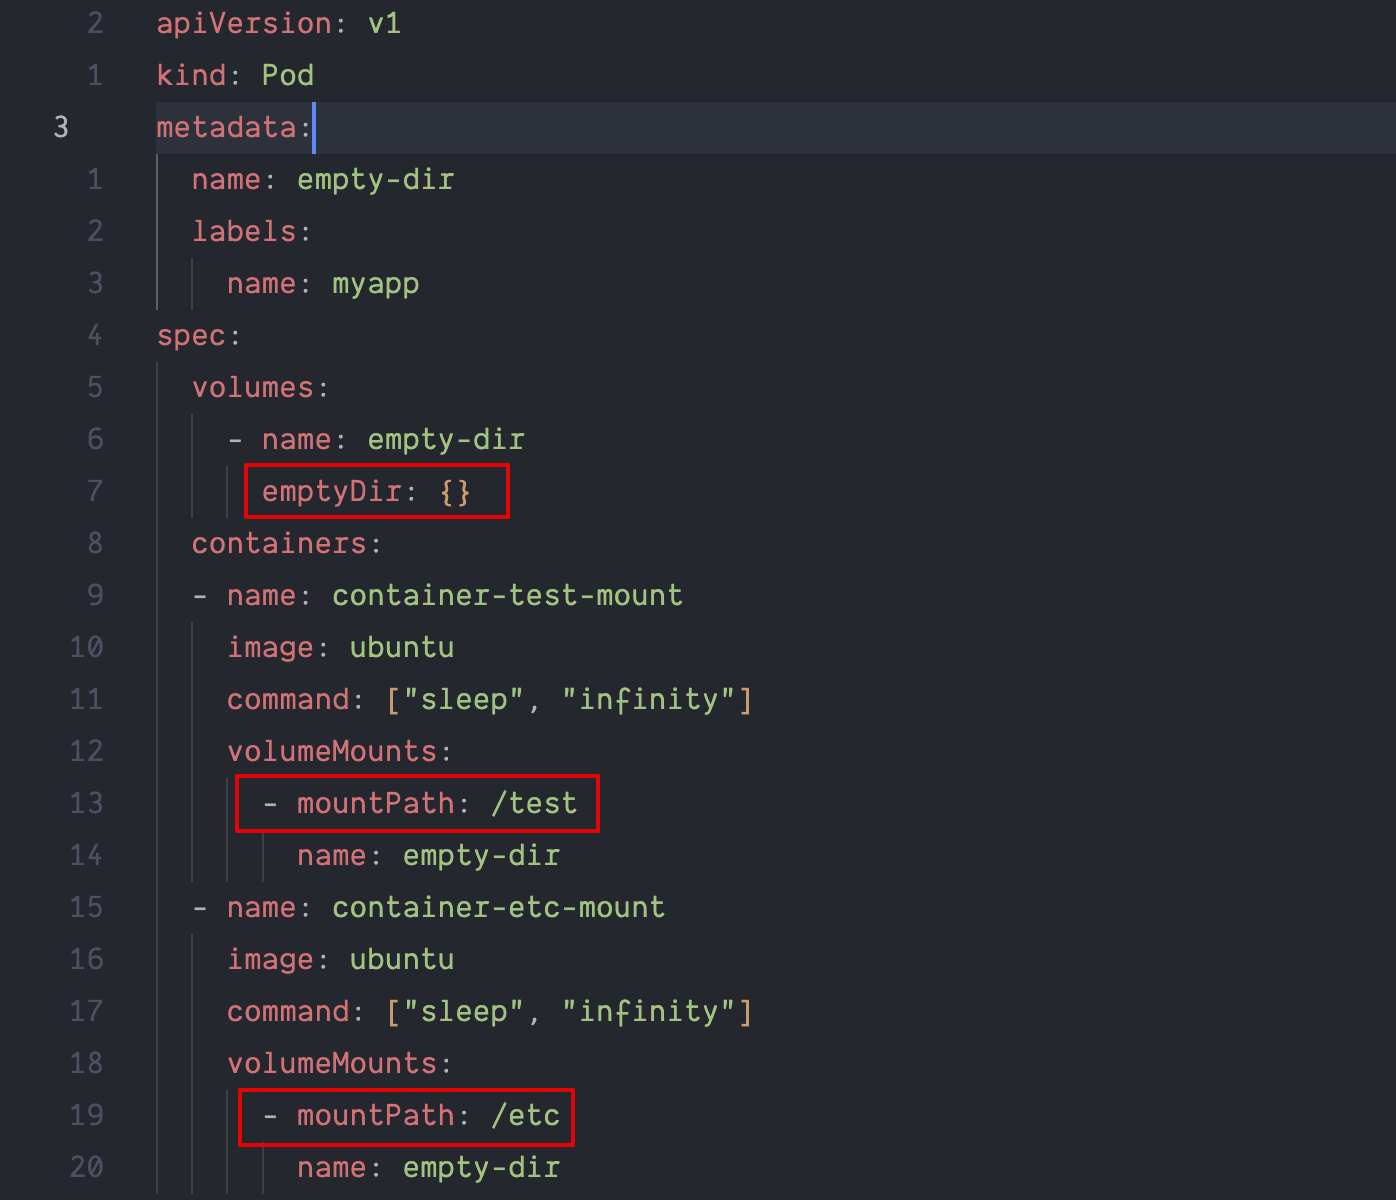 2 apiVersion: v1
1 kind: Pod
3 metadata:
1 name: empty-dir
2 labels:
3 name: myapp
4 spec:
5 volumes:
6 - name: empty-dir
7 emptyDir: {}
8 containers:
9 - name: container-test-mount
10 image: ubuntu
11 command: ["sleep", "infinity"]
12 volumeMounts:
13 - mountPath: /test
14 name: empty-dir
15 - name: container-etc-mount
16 image: ubuntu
17 command: ["sleep", "infinity"]
18 volumeMounts:
19 - mountPath: /etc
20 name: empty-dir